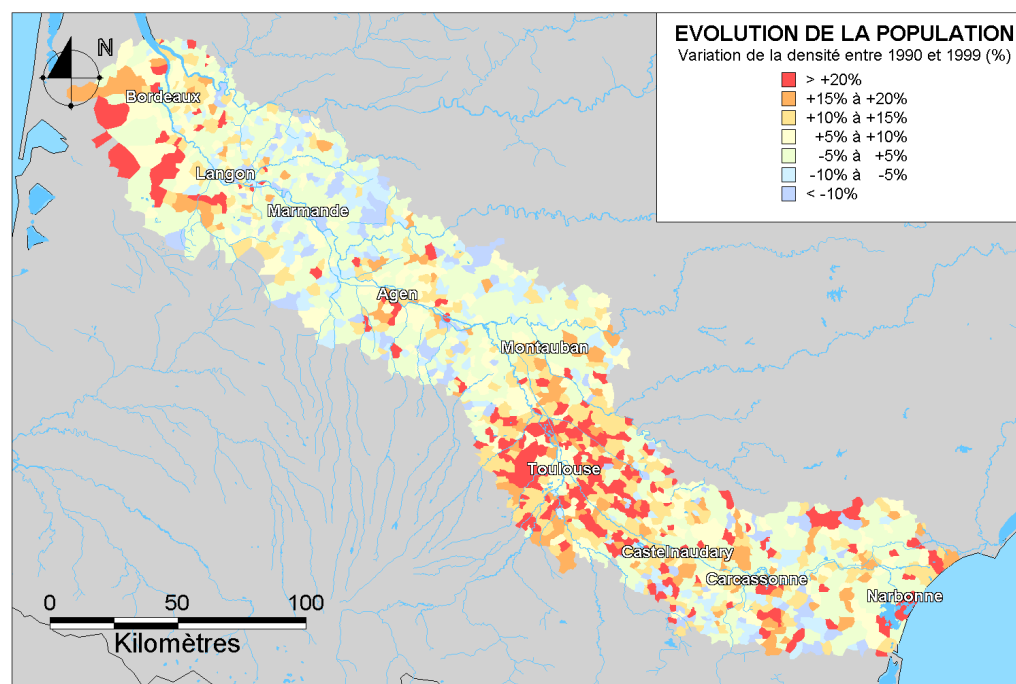 EVOLUTION DE LA POPULATION
Variation de la densité entre 1990 et 1999 (%)
> +20%
+15% à +20%
+10% à +15%
+5% à +10%
-5% à +5%
-10% à -5%
< -10%
N
Bordeaux
Langon
Marmande
Agen
Montauban
Toulouse
Castelnaudary
Carcassonne
Narbonne
0 50 100
Kilomètres